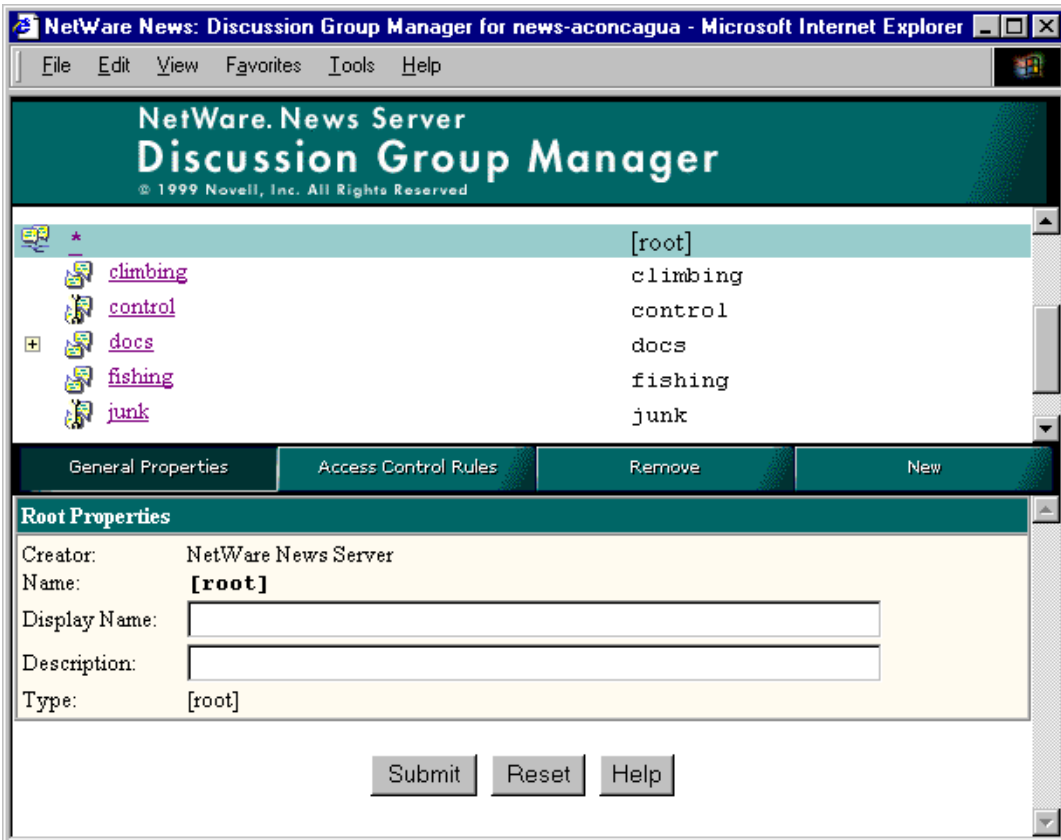 NetWare News: Discussion Group Manager for news-aconcagua - Microsoft Internet Explorer
File Edit View Favorites Tools Help
NetWare. News Server
Discussion Group Manager
© 1999 Novell, Inc. All Rights Reserved
* [root]
climbing climbing
control control
docs docs
fishing fishing
junk junk
General Properties Access Control Rules Remove New
Root Properties
Creator: NetWare News Server
Name: [root]
Display Name:
Description:
Type: [root]
Submit Reset Help